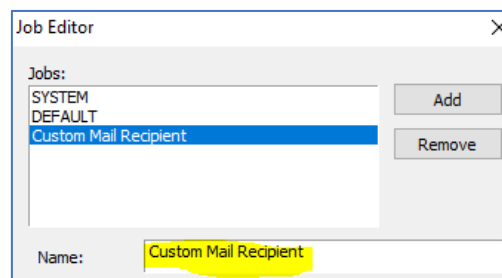 Job Editor
Jobs:
SYSTEM
DEFAULT
Custom Mail Recipient
Add
Remove
Name: Custom Mail Recipient